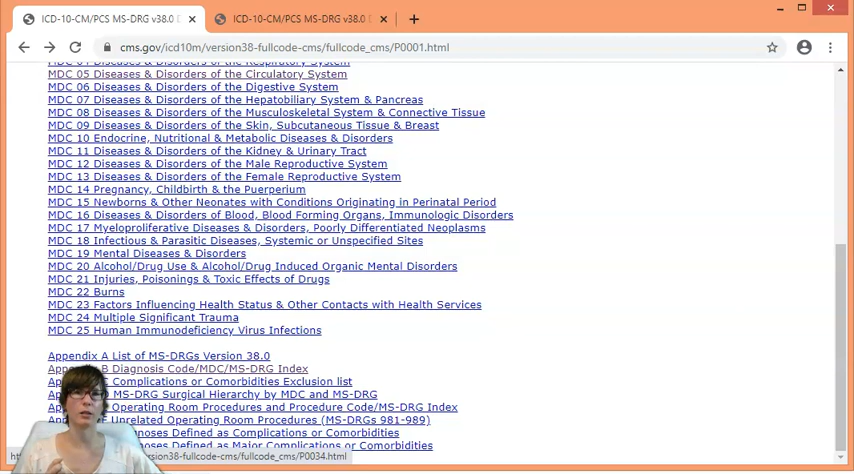 ICD-10-CM/PCS MS-DRG v38.0 D
ICD-10-CM/PCS MS-DRG v38.0 D
cms.gov/icd10m/version38-fullcode-cms/fullcode_cms/P0001.html
MDC 04 Diseases & Disorders of the Respiratory System
MDC 05 Diseases & Disorders of the Circulatory System
MDC 06 Diseases & Disorders of the Digestive System
MDC 07 Diseases & Disorders of the Hepatobiliary System & Pancreas
MDC 08 Diseases & Disorders of the Musculoskeletal System & Connective Tissue
MDC 09 Diseases & Disorders of the Skin, Subcutaneous Tissue & Breast
MDC 10 Endocrine, Nutritional & Metabolic Diseases & Disorders
MDC 11 Diseases & Disorders of the Kidney & Urinary Tract
MDC 12 Diseases & Disorders of the Male Reproductive System
MDC 13 Diseases & Disorders of the Female Reproductive System
MDC 14 Pregnancy, Childbirth & the Puerperium
MDC 15 Newborns & Other Neonates with Conditions Originating in Perinatal Period
MDC 16 Diseases & Disorders of Blood, Blood Forming Organs, Immunologic Disorders
MDC 17 Myeloproliferative Diseases & Disorders, Poorly Differentiated Neoplasms
MDC 18 Infectious & Parasitic Diseases, Systemic or Unspecified Sites
MDC 19 Mental Diseases & Disorders
MDC 20 Alcohol/Drug Use & Alcohol/Drug Induced Organic Mental Disorders
MDC 21 Injuries, Poisonings & Toxic Effects of Drugs
MDC 22 Burns
MDC 23 Factors Influencing Health Status & Other Contacts with Health Services
MDC 24 Multiple Significant Trauma
MDC 25 Human Immunodeficiency Virus Infections
Appendix A List of MS-DRGs Version 38.0
B Diagnosis Code/MDC/MS-DRG Index
Complications or Comorbidities Exclusion list
MS-DRG Surgical Hierarchy by MDC and MS-DRG
Operating Room Procedures and Procedure Code/MS-DRG Index
Unrelated Operating Room Procedures (MS-DRGs 981-989)
Defined as Complications or Comorbidities
Defined as Major Complications or Comorbidities
version38-fullcode-cms/fullcode_cms/P0034.html